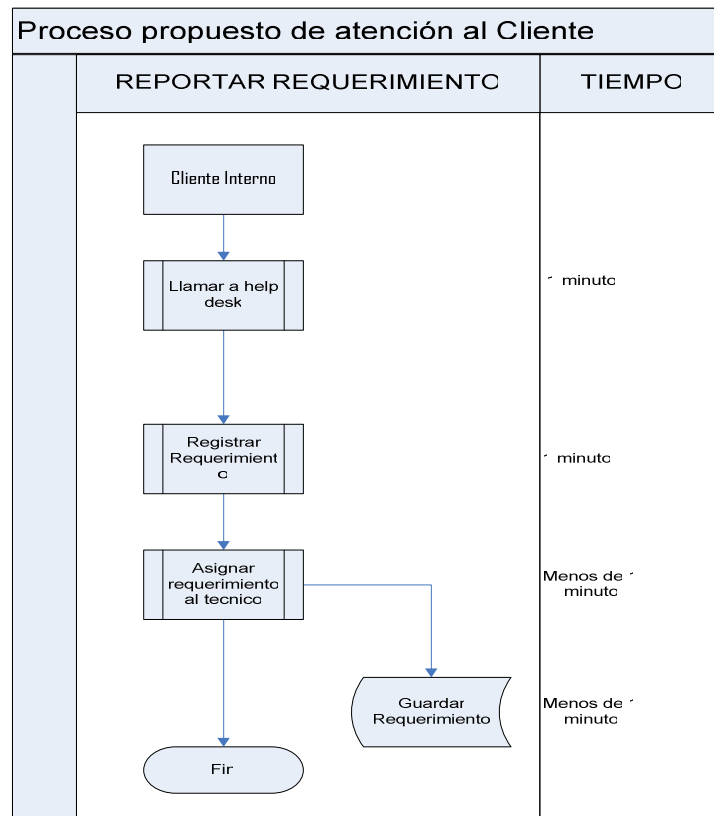 Proceso propuesto de atención al Cliente
REPORTAR REQUERIMIENTO
TIEMPO
Cliente Interno
Llamar a help
desk
minuto
Registrar
Requerimient
o
minuto
Asignar
requerimiento
al tecnico
Menos de
minuto
Guardar
Requerimiento
Menos de
minuto
Fin